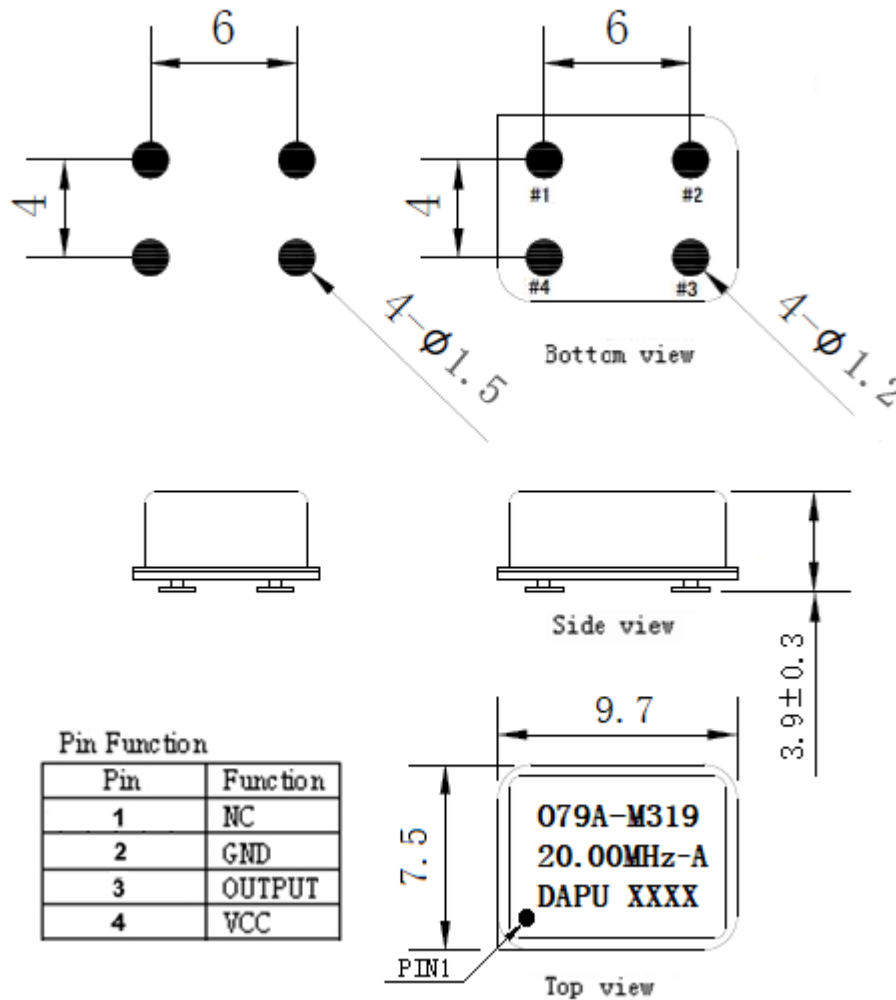 6
6
4
4
#1
#2
#4
#3
4-Ø1.5
4-Ø1.2
Bottom view
Side view
3.9±0.3
9.7
7.5
Pin Function
Pin Function
1 NC
2 GND
3 OUTPUT
4 VCC
O79A-M319
20.00MHz-A
DAPU XXXX
PIN1
Top view